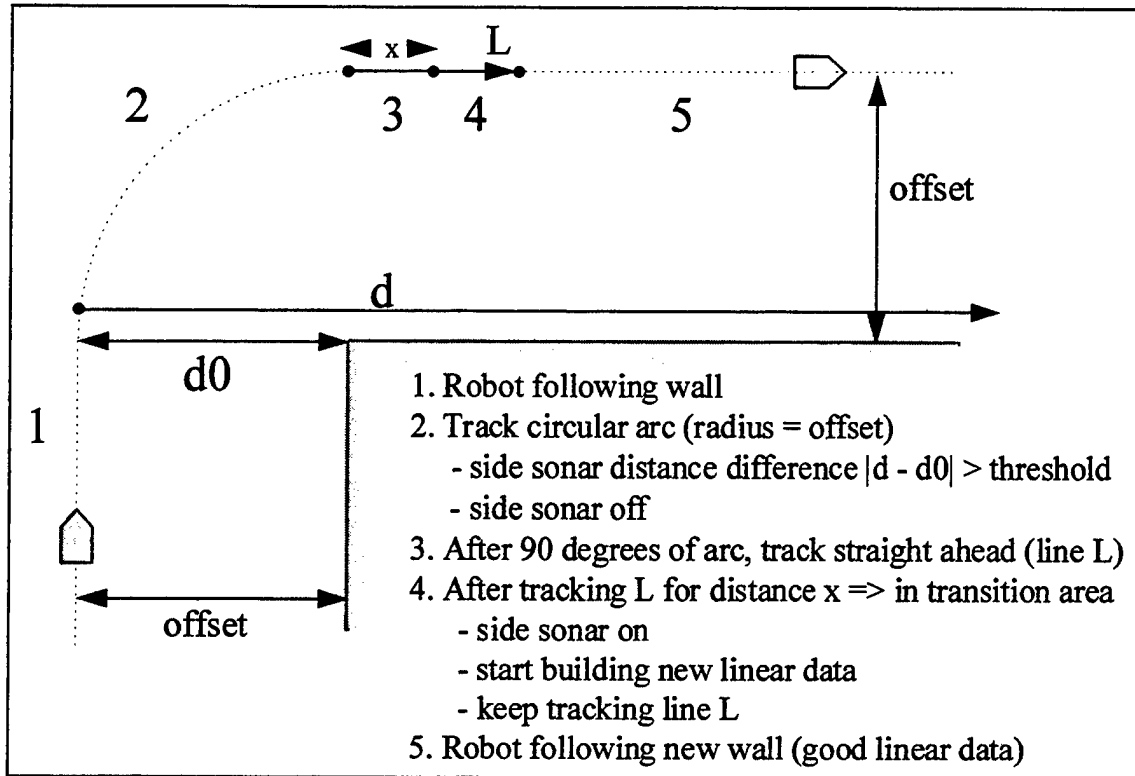 x
L
2
3
4
5
offset
d
d0
1
offset
1. Robot following wall
2. Track circular arc (radius = offset)
- side sonar distance difference |d - d0| > threshold
- side sonar off
3. After 90 degrees of arc, track straight ahead (line L)
4. After tracking L for distance x => in transition area
- side sonar on
- start building new linear data
- keep tracking line L
5. Robot following new wall (good linear data)